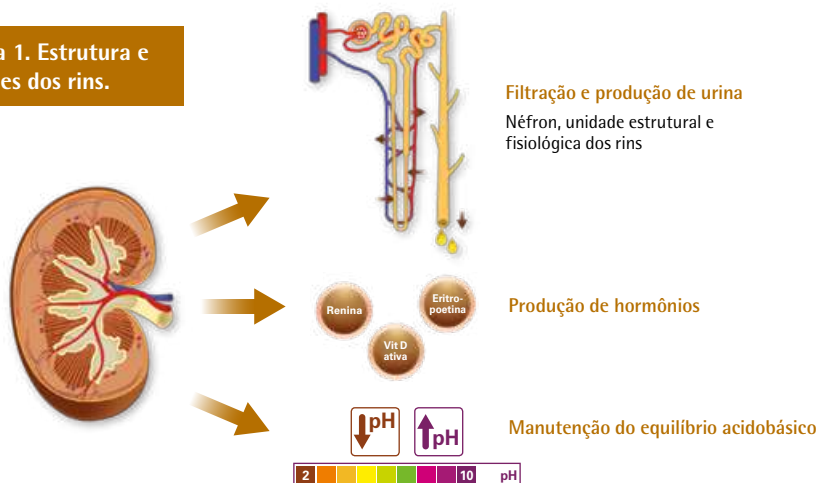 a 1. Estrutura e
es dos rins.
Filtração e produção de urina
Néfron, unidade estrutural e
fisiológica dos rins
Renina
Eritro-
poetina
Vit D
ativa
Produção de hormônios
pH
pH
Manutenção do equilíbrio acidobásico
2 10 pH